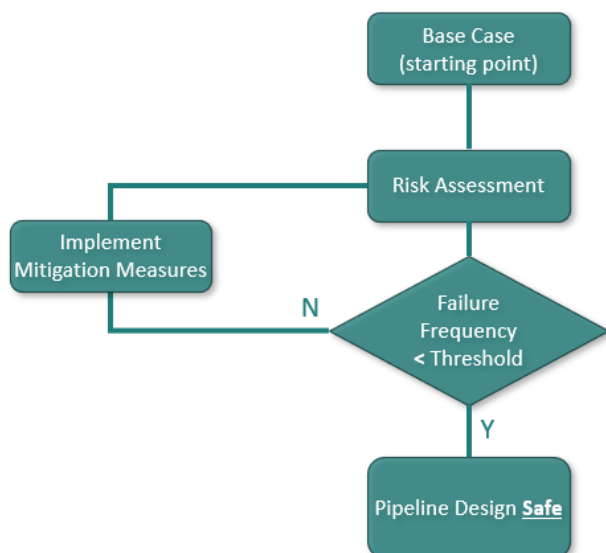 Base Case
(starting point)
Risk Assessment
Implement
Mitigation Measures
N
Failure
Frequency
< Threshold
Y
Pipeline Design Safe